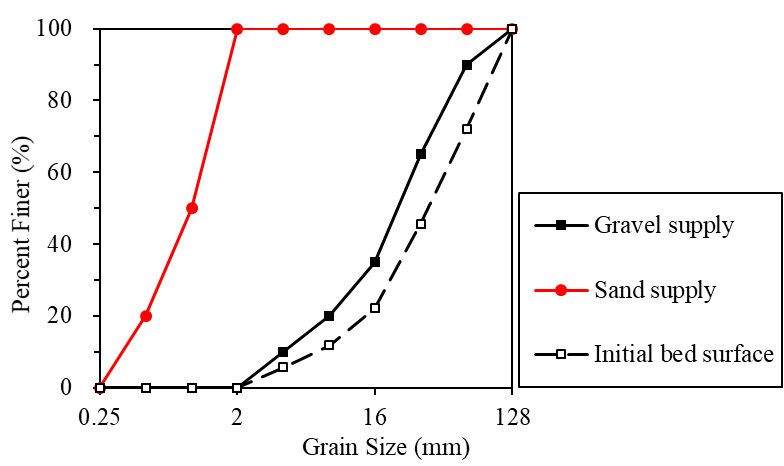 100
80
60
40
20
0
Percent Finer (%)
0.25
2
16
128
Grain Size (mm)
Gravel supply
Sand supply
Initial bed surface